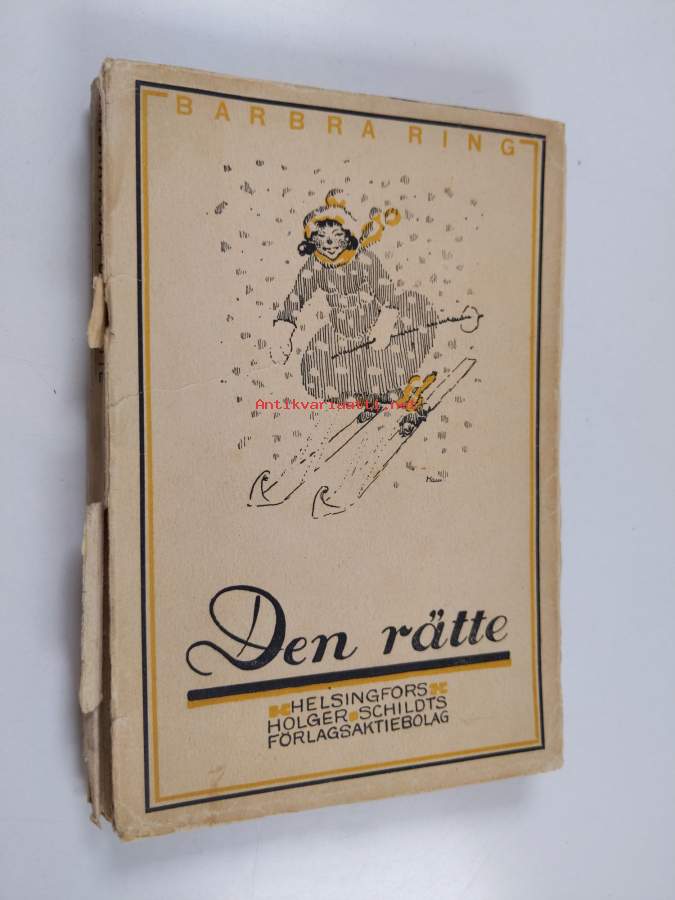 BARBRA RING
Antikvariaatti.net
Den rätte
HELSINGFORS
HOLGER SCHILDTS
FÖRLAGSAKTIEBOLAG